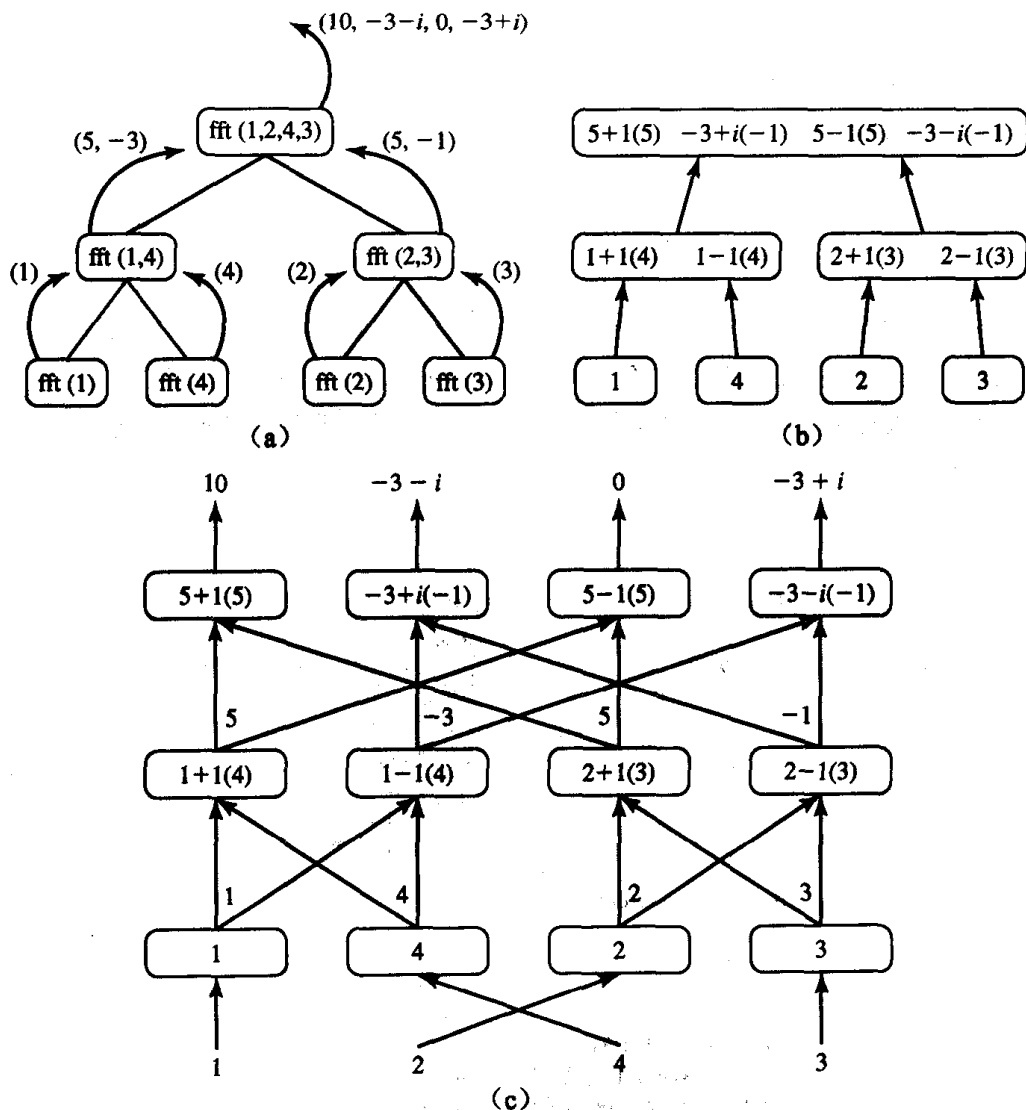 (10, −3−i, 0, −3+i)
fft (1,2,4,3)
(5, −3)
(5, −1)
fft (1,4)
fft (2,3)
(1)
(4)
(2)
(3)
fft (1)
fft (4)
fft (2)
fft (3)
(a)
5+1(5) −3+i(−1) 5−1(5) −3−i(−1)
1+1(4) 1−1(4)
2+1(3) 2−1(3)
1
4
2
3
(b)
10 −3 − i 0 −3 + i
5+1(5) −3+i(−1) 5−1(5) −3−i(−1)
5 −3 5 −1
1+1(4) 1−1(4) 2+1(3) 2−1(3)
1 4 2 3
1 4 2 3
1 2 4 3
(c)